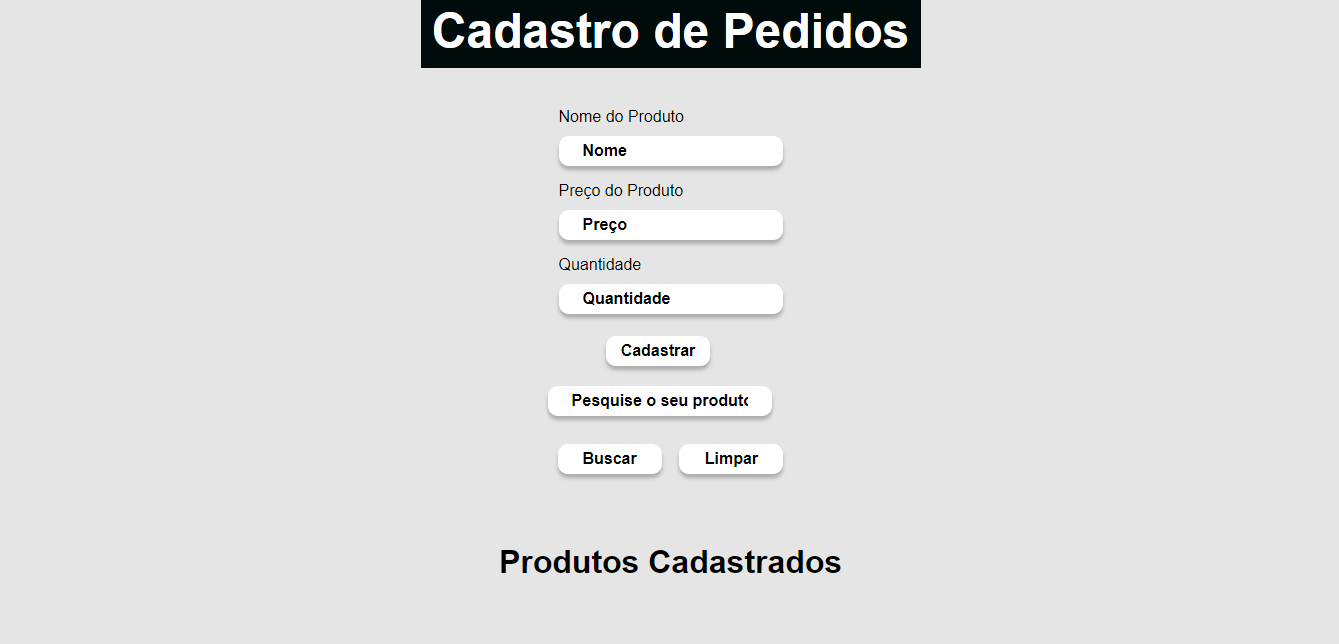 Cadastro de Pedidos
Nome do Produto
Nome
Preço do Produto
Preço
Quantidade
Quantidade
Cadastrar
Pesquise o seu produto
Buscar Limpar
Produtos Cadastrados